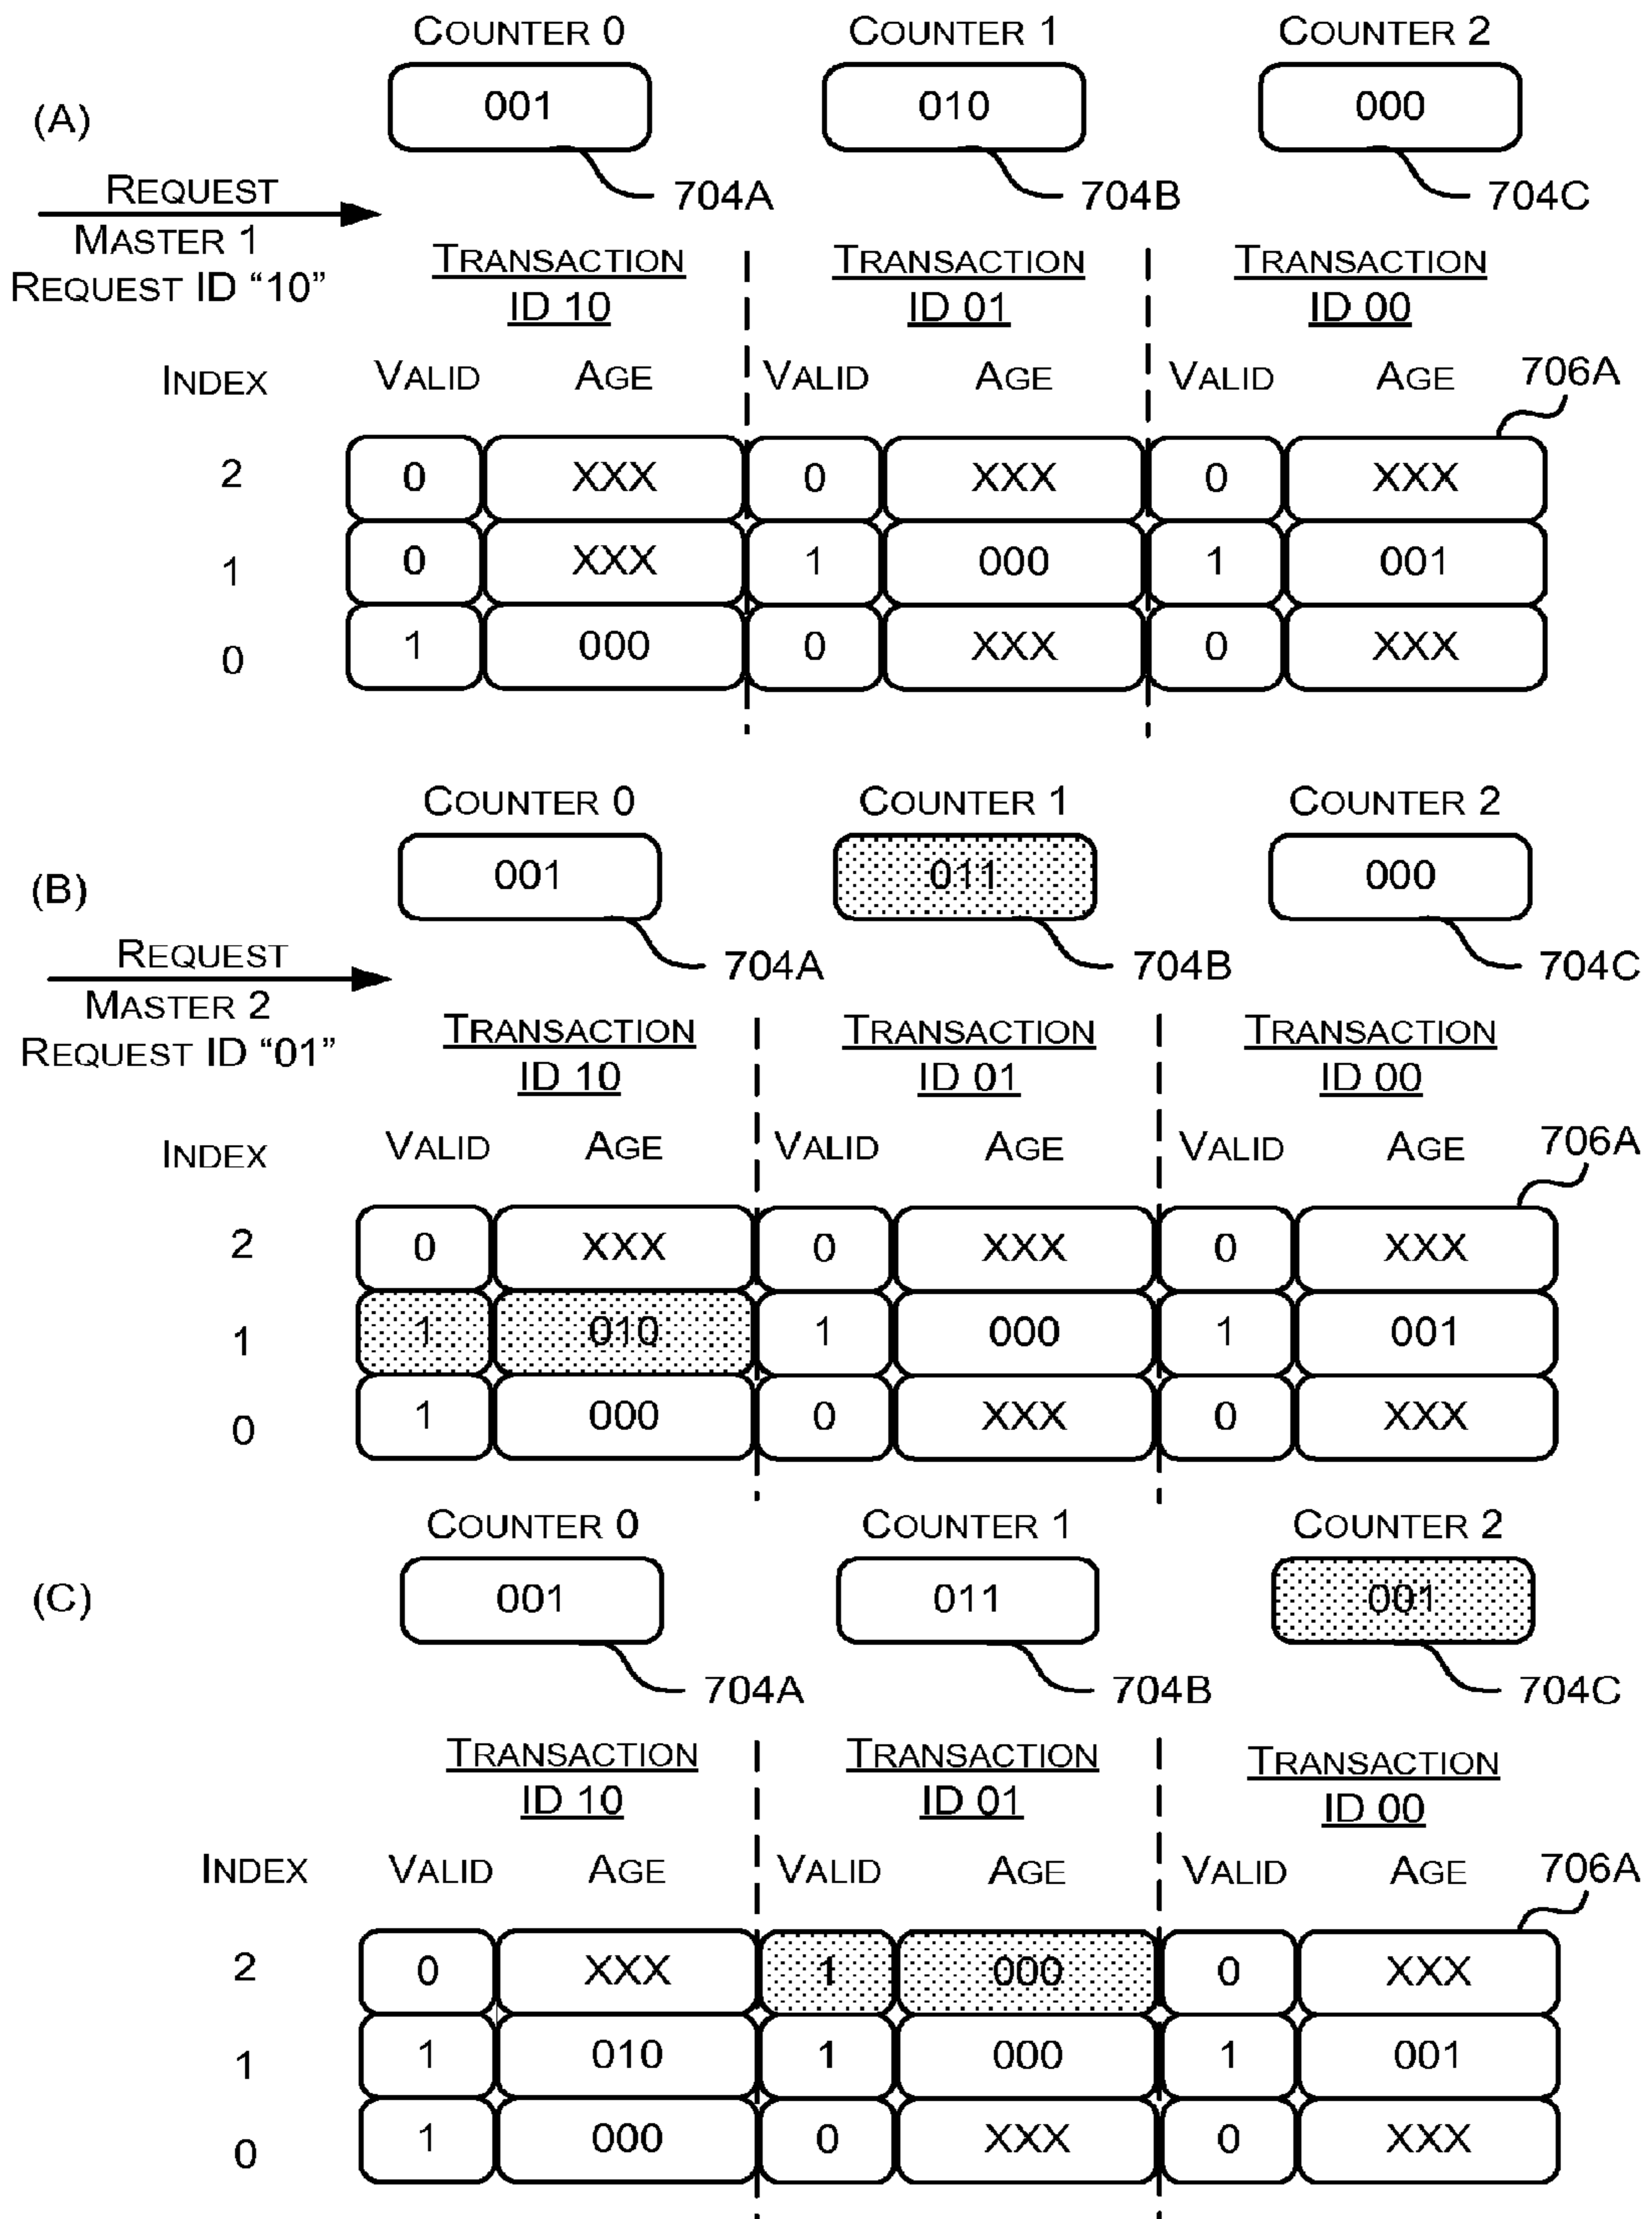 COUNTER 0 COUNTER 1 COUNTER 2
(A) 001 010 000
704A 704B 704C
REQUEST
MASTER 1
REQUEST ID “10”
TRANSACTION ID 10 TRANSACTION ID 01 TRANSACTION ID 00
INDEX VALID AGE VALID AGE VALID AGE 706A
2 0 XXX 0 XXX 0 XXX
1 0 XXX 1 000 1 001
0 1 000 0 XXX 0 XXX
COUNTER 0 COUNTER 1 COUNTER 2
(B) 001 011 000
704A 704B 704C
REQUEST
MASTER 2
REQUEST ID “01”
TRANSACTION ID 10 TRANSACTION ID 01 TRANSACTION ID 00
INDEX VALID AGE VALID AGE VALID AGE 706A
2 0 XXX 0 XXX 0 XXX
1 1 010 1 000 1 001
0 1 000 0 XXX 0 XXX
COUNTER 0 COUNTER 1 COUNTER 2
(C) 001 011 001
704A 704B 704C
TRANSACTION ID 10 TRANSACTION ID 01 TRANSACTION ID 00
INDEX VALID AGE VALID AGE VALID AGE 706A
2 0 XXX 1 000 0 XXX
1 1 010 1 000 1 001
0 1 000 0 XXX 0 XXX